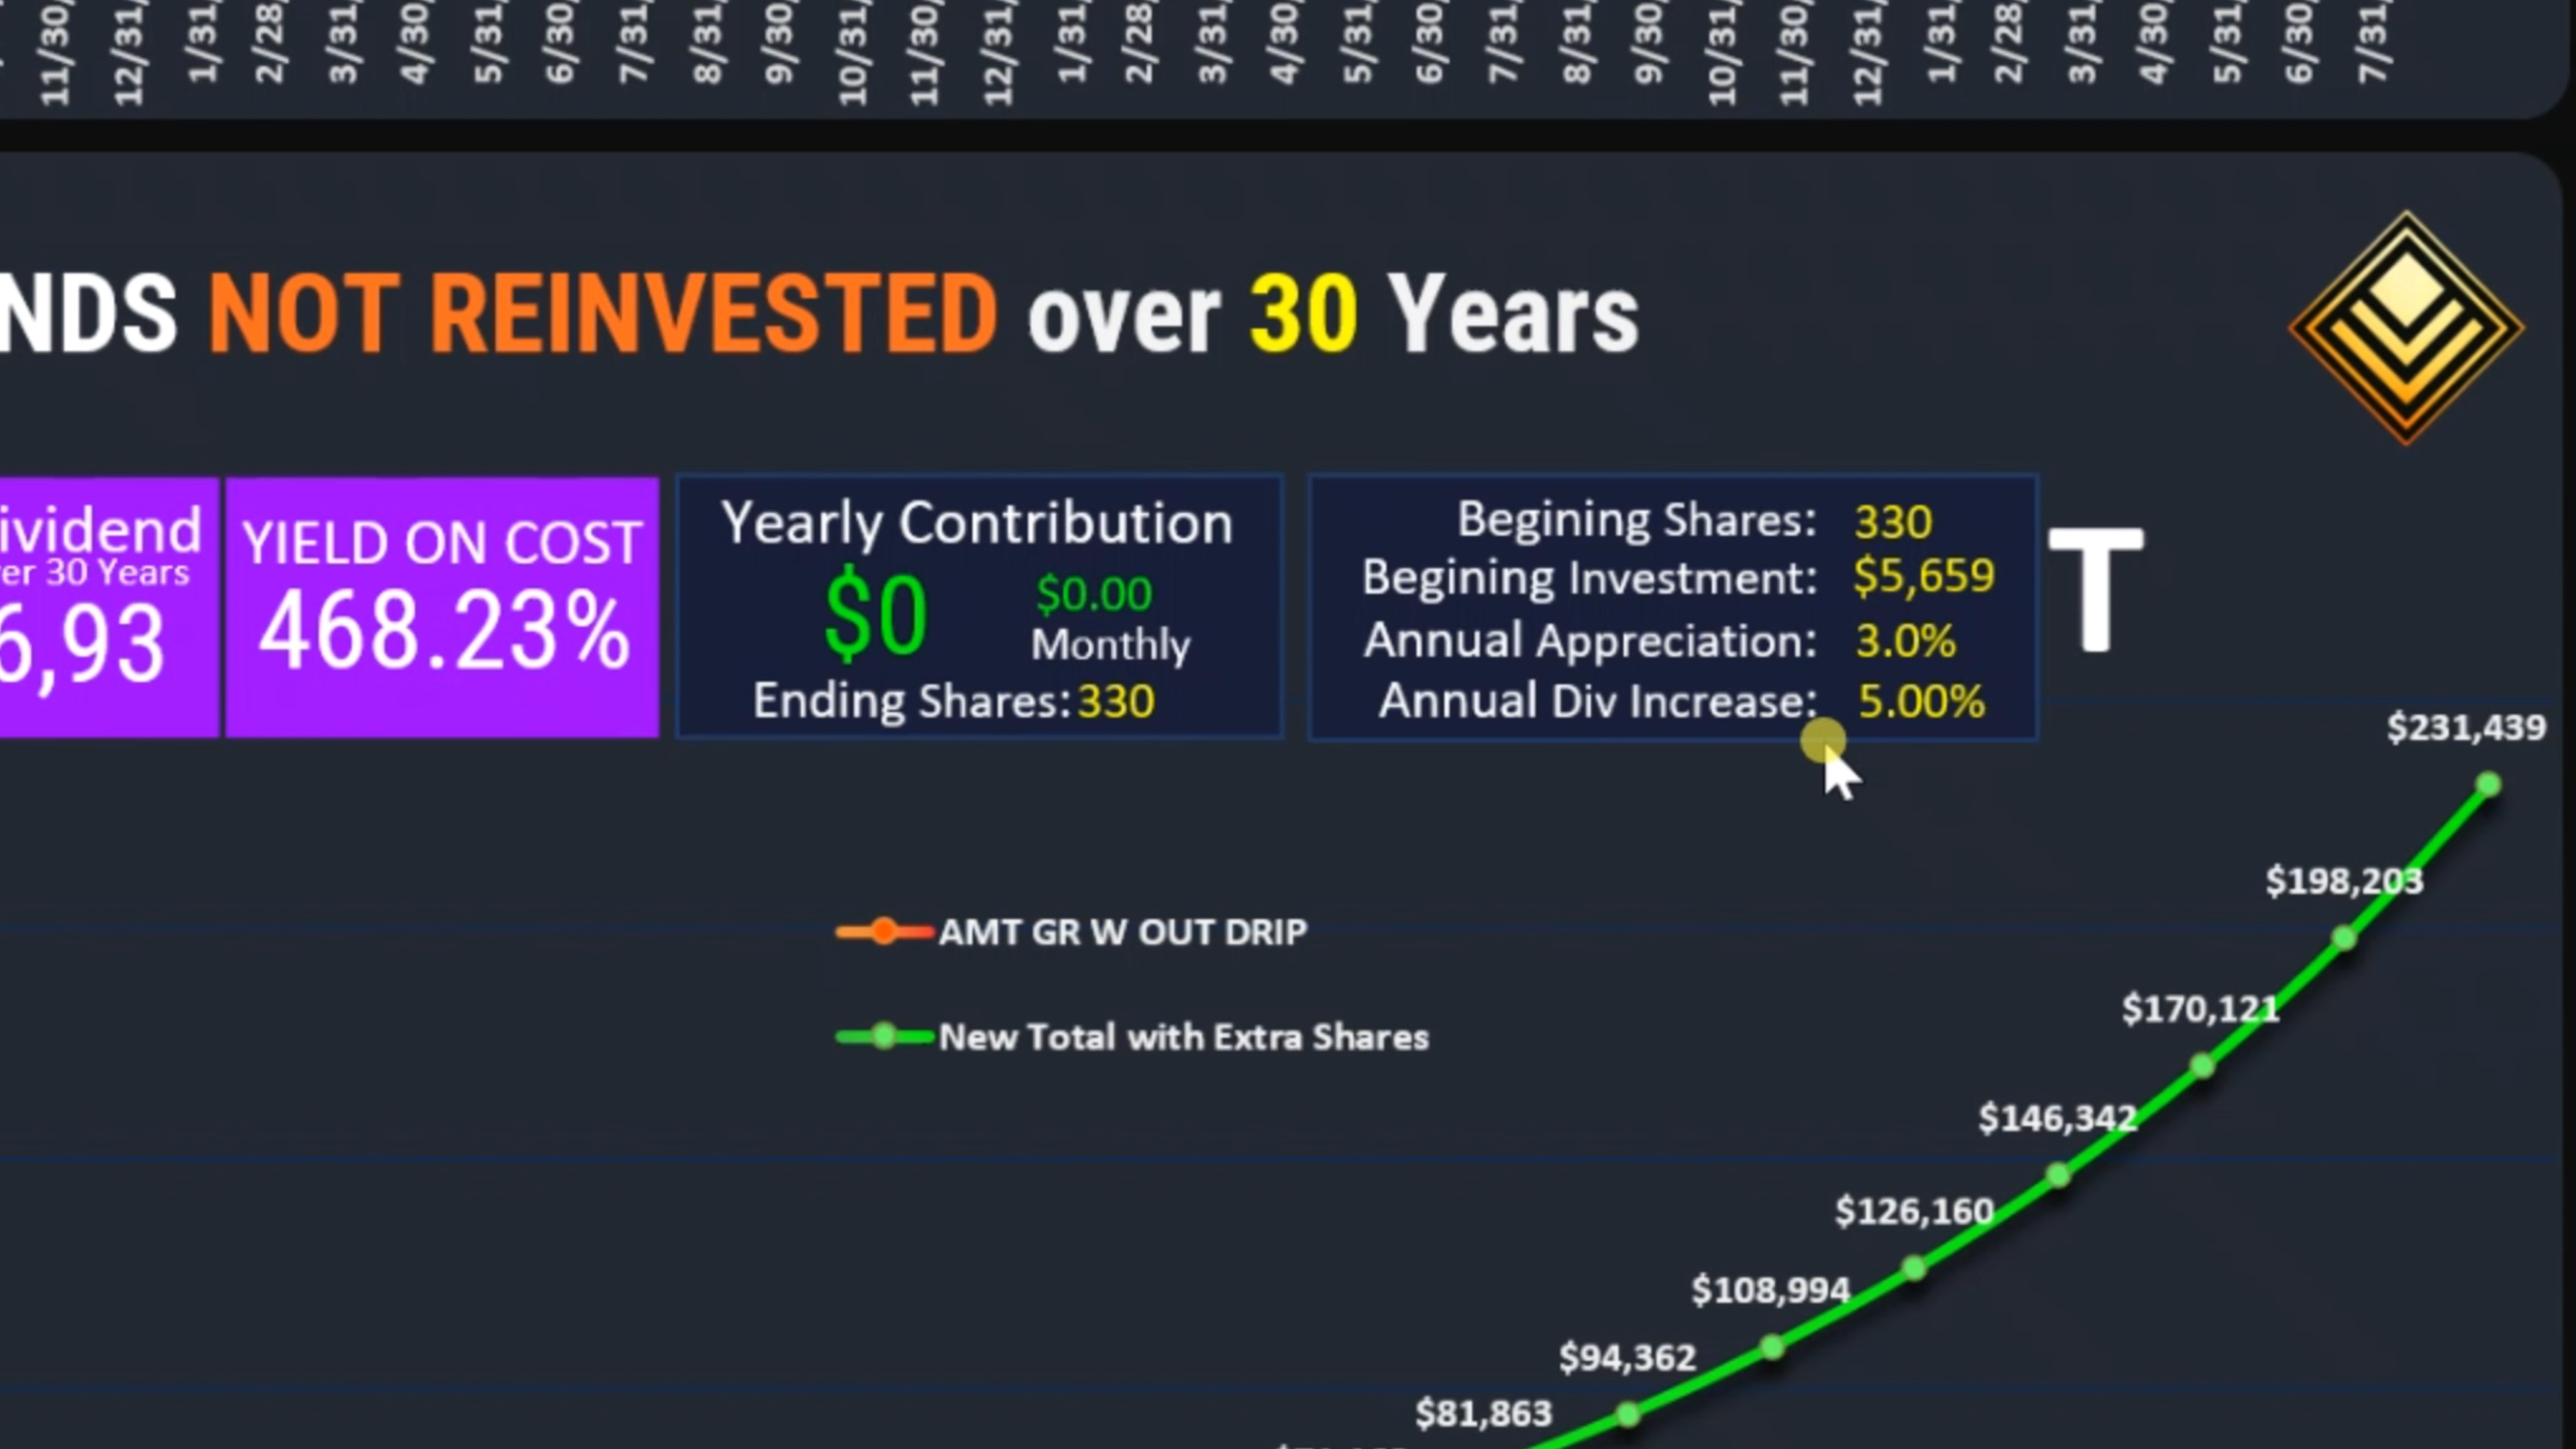 11/30, 12/31, 1/31, 2/28, 3/31, 4/30, 5/31, 6/30, 7/31, 8/31, 9/30, 10/31, 11/30, 12/31, 1/31, 2/28, 3/31, 4/30, 5/31, 6/30, 7/31, 8/31, 9/30, 10/31, 11/30, 12/31, 1/31, 2/28, 3/31, 4/30, 5/31, 6/30, 7/31,
NDS NOT REINVESTED over 30 Years
ividend
er 30 Years
6,93
YIELD ON COST
468.23%
Yearly Contribution
$0 $0.00
Monthly
Ending Shares: 330
Begining Shares: 330
Begining Investment: $5,659
Annual Appreciation: 3.0%
Annual Div Increase: 5.00%
T
$231,439
$198,203
AMT GR W OUT DRIP
$170,121
New Total with Extra Shares
$146,342
$126,160
$108,994
$94,362
$81,863